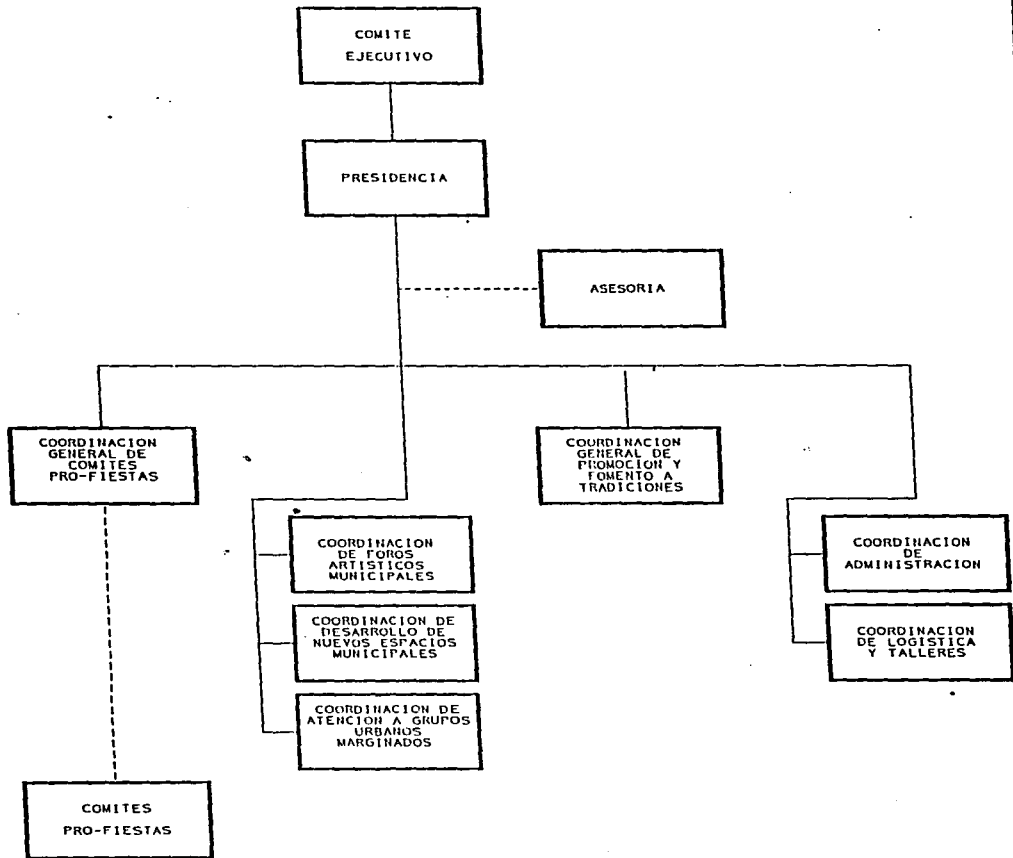 COMITE
EJECUTIVO
PRESIDENCIA
ASESORIA
COORDINACION
GENERAL DE
COMITES
PRO-FIESTAS
COORDINACION
GENERAL DE
PROMOCION Y
FOMENTO A
TRADICIONES
COORDINACION
DE FOROS
ARTISTICOS
MUNICIPALES
COORDINACION DE
DESARROLLO DE
NUEVOS ESPACIOS
MUNICIPALES
COORDINACION DE
ATENCION A GRUPOS
URBANOS
MARGINADOS
COORDINACION
DE
ADMINISTRACION
COORDINACION
DE LOGISTICA
Y TALLERES
COMITES
PRO-FIESTAS